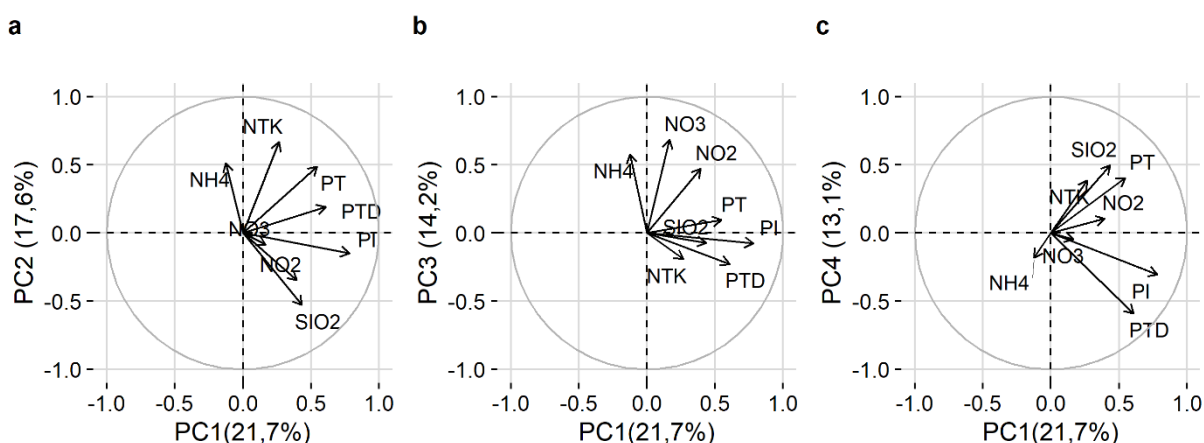 a
b
c
1.0
0.5
0.0
-0.5
-1.0
PC2 (17,6%)
NTK
NH4
PT
PTD
NO3
PI
NO2
SIO2
-1.0 -0.5 0.0 0.5 1.0
PC1(21,7%)
1.0
0.5
0.0
-0.5
-1.0
PC3 (14,2%)
NO3
NO2
NH4
PT
SIO2
PI
NTK
PTD
-1.0 -0.5 0.0 0.5 1.0
PC1(21,7%)
1.0
0.5
0.0
-0.5
-1.0
PC4 (13,1%)
SIO2
PT
NTK
NO2
NO3
NH4
PI
PTD
-1.0 -0.5 0.0 0.5 1.0
PC1(21,7%)